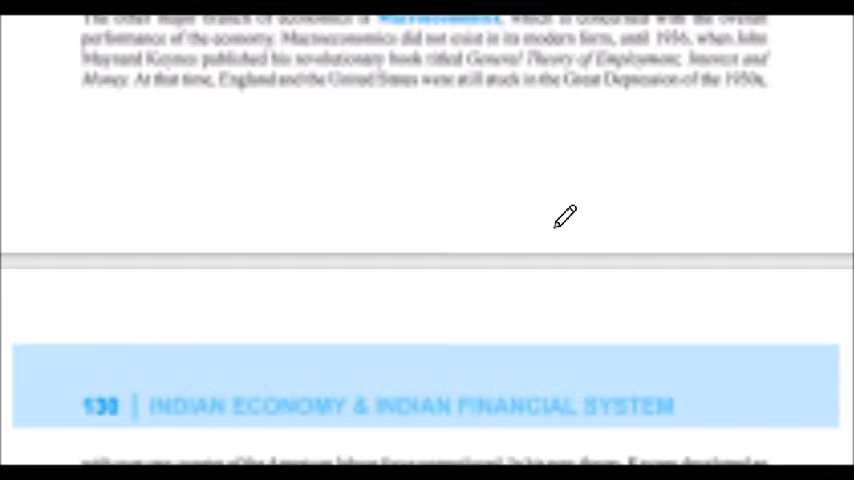 The other major branch of economics is Macroeconomics, which is concerned with the overall
performance of the economy. Macroeconomics did not exist in its modern form, until 1936, when John
Maynard Keynes published his revolutionary book titled General Theory of Employment, Interest and
Money. At that time, England and the United States were still stuck in the Great Depression of the 1930s,
130 | INDIAN ECONOMY & INDIAN FINANCIAL SYSTEM